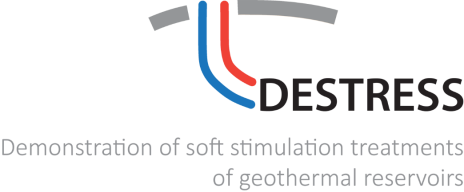 DESTRESS
Demonstration of soft stimulation treatments
of geothermal reservoirs